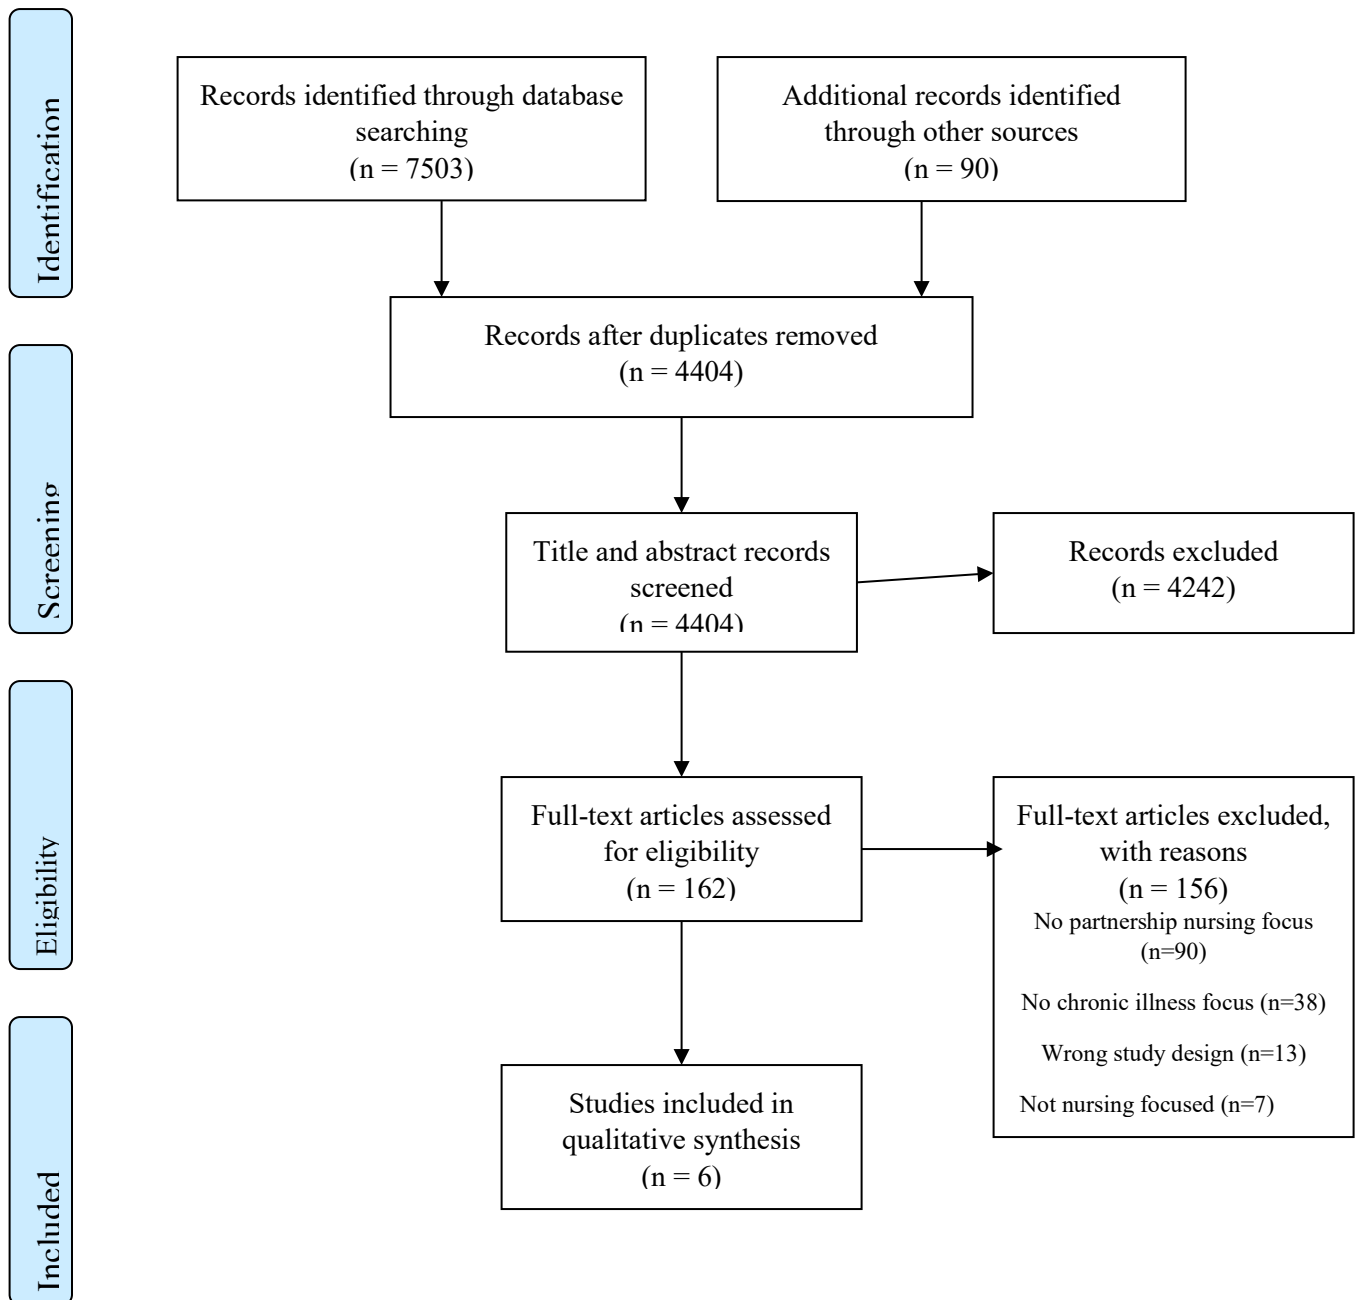 Identification
Records identified through database
searching
(n = 7503)
Additional records identified
through other sources
(n = 90)
Records after duplicates removed
(n = 4404)
Screening
Title and abstract records
screened
(n = 4404)
Records excluded
(n = 4242)
Eligibility
Full-text articles assessed
for eligibility
(n = 162)
Full-text articles excluded,
with reasons
(n = 156)
No partnership nursing focus
(n=90)
No chronic illness focus (n=38)
Wrong study design (n=13)
Not nursing focused (n=7)
Included
Studies included in
qualitative synthesis
(n = 6)